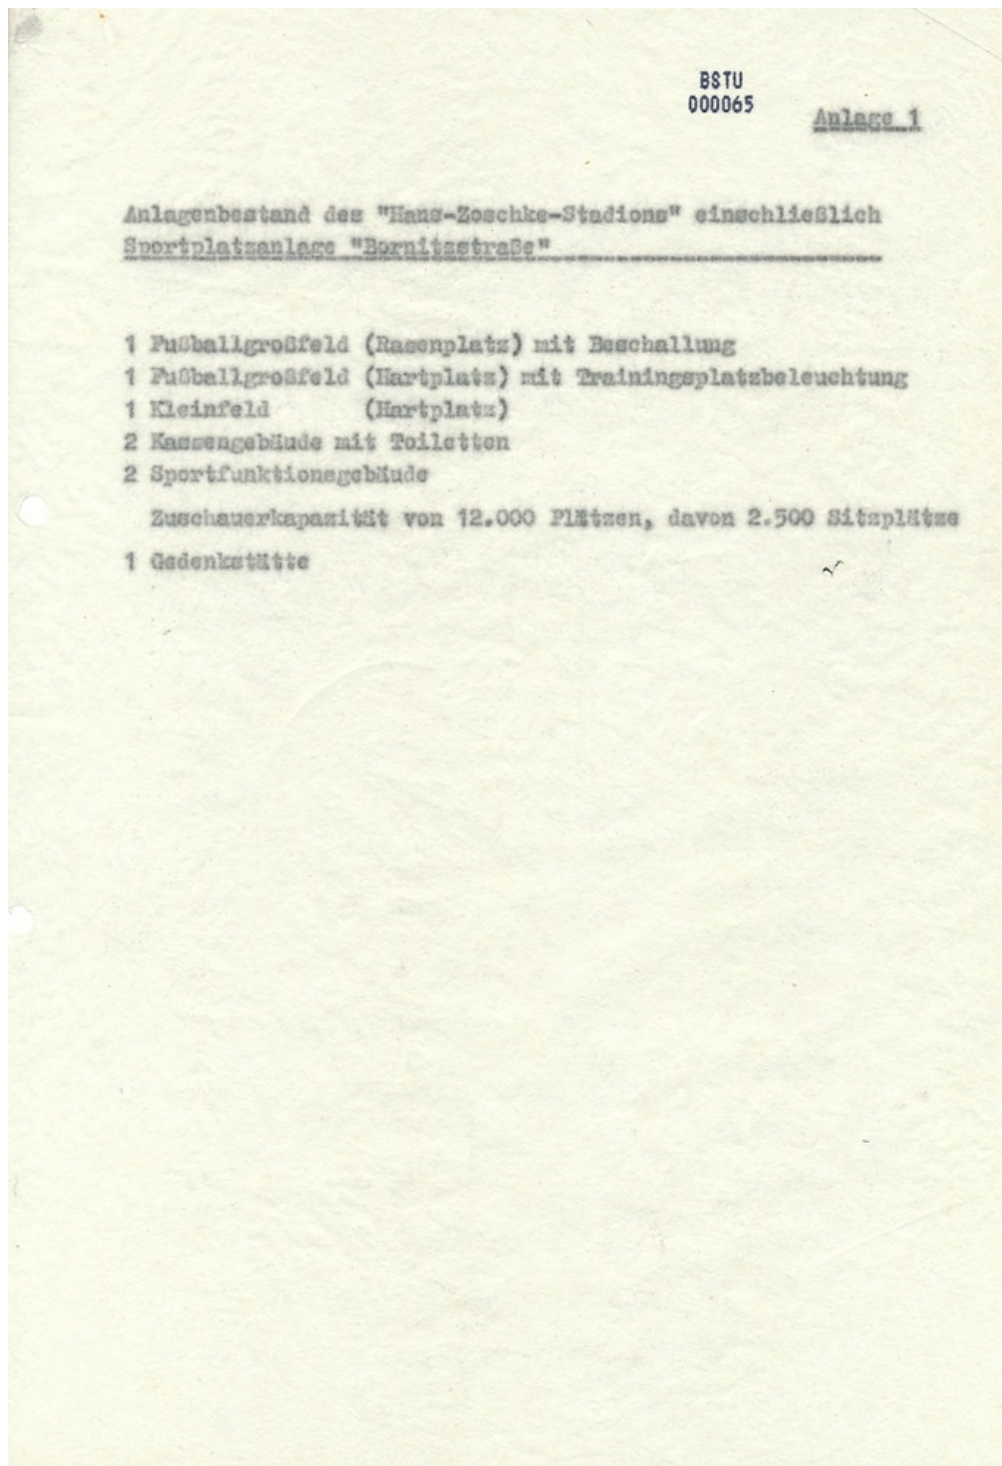 BSTU
000065
Anlage 1
Anlagenbestand des "Hans-Zoschke-Stadions" einschließlich
Sportplatzanlage "Bornitzstraße"
1 Fußballgroßfeld (Rasenplatz) mit Beschallung
1 Fußballgroßfeld (Hartplatz) mit Trainingsplatzbeleuchtung
1 Kleinfeld (Hartplatz)
2 Kassengebäude mit Toiletten
2 Sportfunktionsgebäude
Zuschauerkapazität von 12.000 Plätzen, davon 2.500 Sitzplätze
1 Gedenkstätte